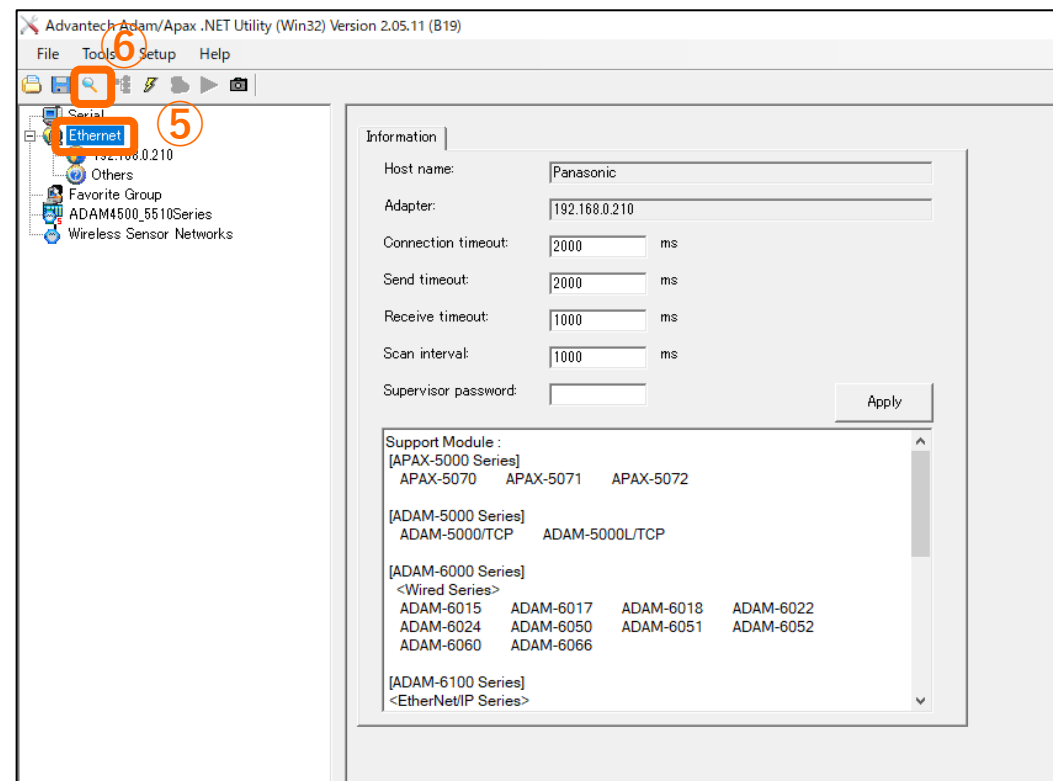 Advantech Adam/Apax .NET Utility (Win32) Version 2.05.11 (B19)
File Tools Setup Help
⑥
Serial
⑤
Ethernet
192.168.0.210
Others
Favorite Group
ADAM4500_5510Series
Wireless Sensor Networks
Information
Host name: Panasonic
Adapter: 192.168.0.210
Connection timeout: 2000 ms
Send timeout: 2000 ms
Receive timeout: 1000 ms
Scan interval: 1000 ms
Supervisor password:
Apply
Support Module :
[APAX-5000 Series]
APAX-5070 APAX-5071 APAX-5072
[ADAM-5000 Series]
ADAM-5000/TCP ADAM-5000L/TCP
[ADAM-6000 Series]
<Wired Series>
ADAM-6015 ADAM-6017 ADAM-6018 ADAM-6022
ADAM-6024 ADAM-6050 ADAM-6051 ADAM-6052
ADAM-6060 ADAM-6066
[ADAM-6100 Series]
<EtherNet/IP Series>